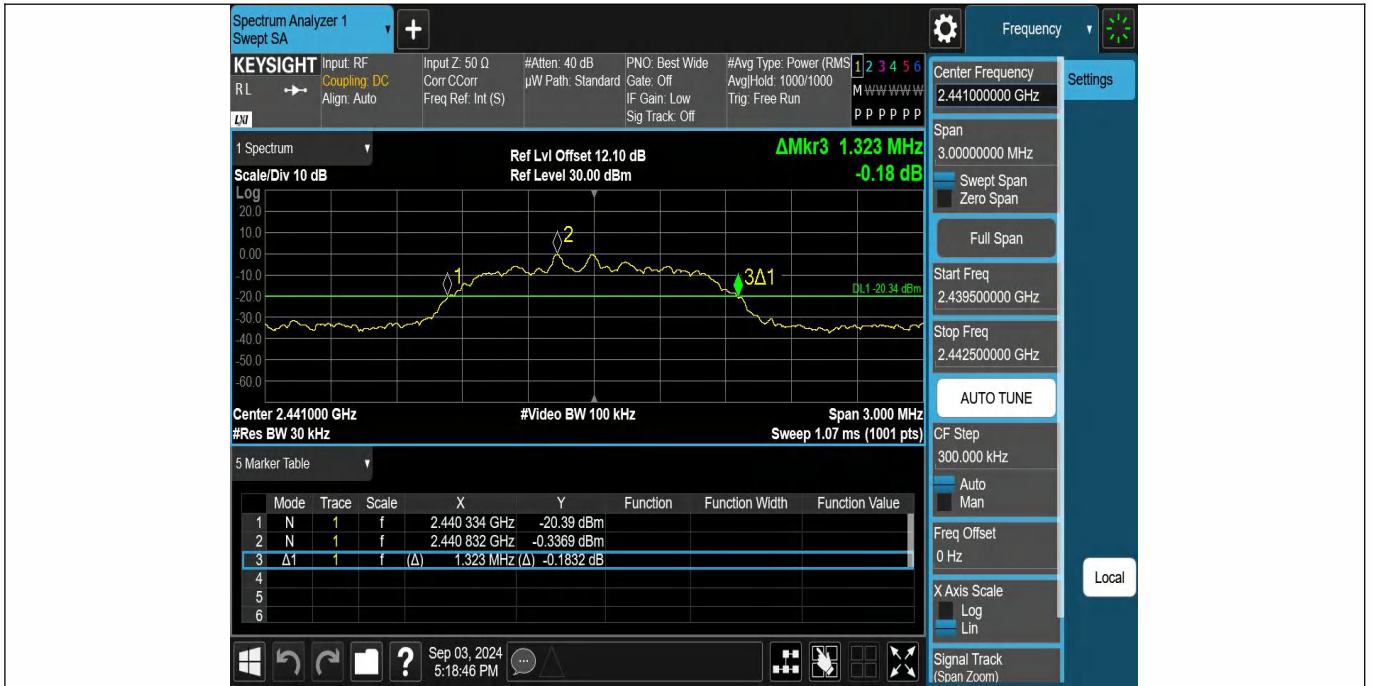 Spectrum Analyzer 1
Swept SA
+
Frequency
KEYSIGHT
RL
LXI
Input: RF
Coupling: DC
Align: Auto
Input Z: 50 Ω
Corr CCorr
Freq Ref: Int (S)
#Atten: 40 dB
µW Path: Standard
PNO: Best Wide
Gate: Off
IF Gain: Low
Sig Track: Off
#Avg Type: Power (RMS
Avg|Hold: 1000/1000
Trig: Free Run
1 2 3 4 5 6
M W W W W W
P P P P P P
1 Spectrum
Scale/Div 10 dB
Ref Lvl Offset 12.10 dB
Ref Level 30.00 dBm
ΔMkr3 1.323 MHz
-0.18 dB
Log
20.0
10.0
0.00
-10.0
-20.0
-30.0
-40.0
-50.0
-60.0
1
2
3Δ1
DL1 -20.34 dBm
Center 2.441000 GHz
#Video BW 100 kHz
Span 3.000 MHz
#Res BW 30 kHz
Sweep 1.07 ms (1001 pts)
5 Marker Table
Mode Trace Scale X Y Function Function Width Function Value
1 N 1 f 2.440 334 GHz -20.39 dBm
2 N 1 f 2.440 832 GHz -0.3369 dBm
3 Δ1 1 f (Δ) 1.323 MHz (Δ) -0.1832 dB
4
5
6
?
Sep 03, 2024
5:18:46 PM
Center Frequency
2.441000000 GHz
Settings
Span
3.00000000 MHz
Swept Span
Zero Span
Full Span
Start Freq
2.439500000 GHz
Stop Freq
2.442500000 GHz
AUTO TUNE
CF Step
300.000 kHz
Auto
Man
Freq Offset
0 Hz
X Axis Scale
Log
Lin
Signal Track
(Span Zoom)
Local